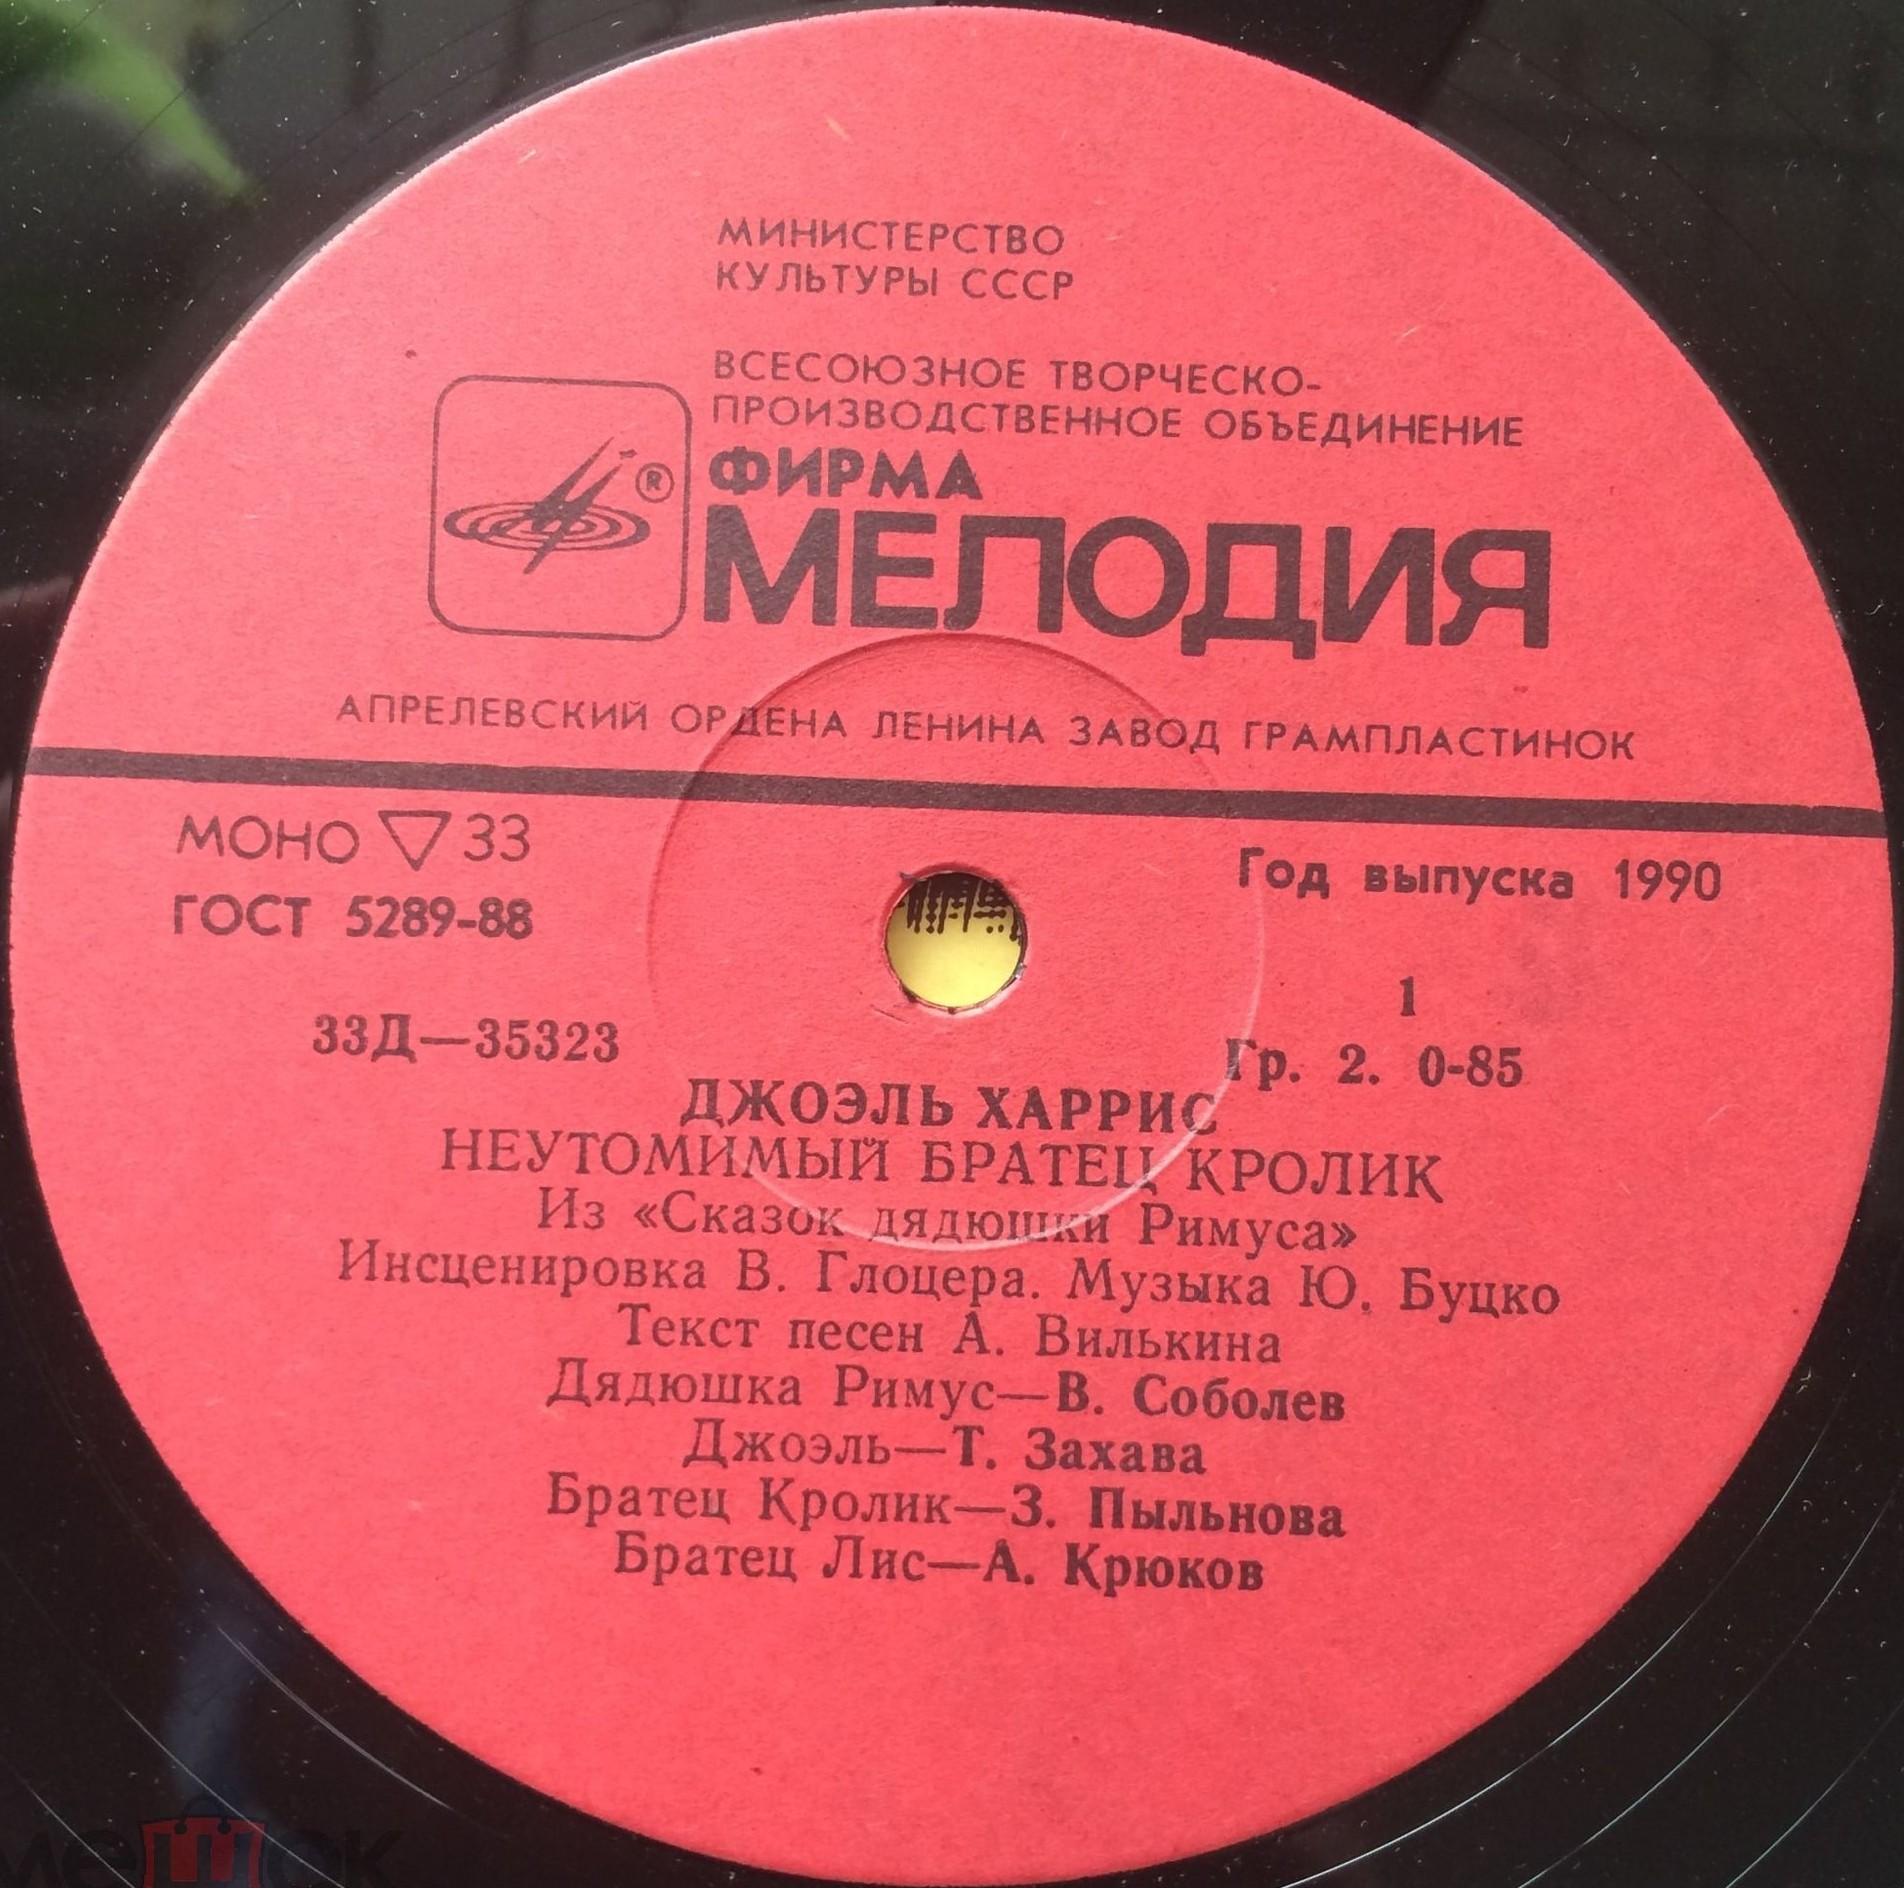 МИНИСТЕРСТВО
КУЛЬТУРЫ СССР
ВСЕСОЮЗНОЕ ТВОРЧЕСКО-
ПРОИЗВОДСТВЕННОЕ ОБЪЕДИНЕНИЕ
ФИРМА
®
МЕЛОДИЯ
АПРЕЛЕВСКИЙ ОРДЕНА ЛЕНИНА ЗАВОД ГРАМПЛАСТИНОК
МОНО ▽ 33
ГОСТ 5289-88
Год выпуска 1990
33Д—35323
1
Гр. 2. 0-85
ДЖОЭЛЬ ХАРРИС
НЕУТОМИМЫЙ БРАТЕЦ КРОЛИК
Из «Сказок дядюшки Римуса»
Инсценировка В. Глоцера. Музыка Ю. Буцко
Текст песен А. Вилькина
Дядюшка Римус—В. Соболев
Джоэль—Т. Захава
Братец Кролик—З. Пыльнова
Братец Лис—А. Крюков
мешок